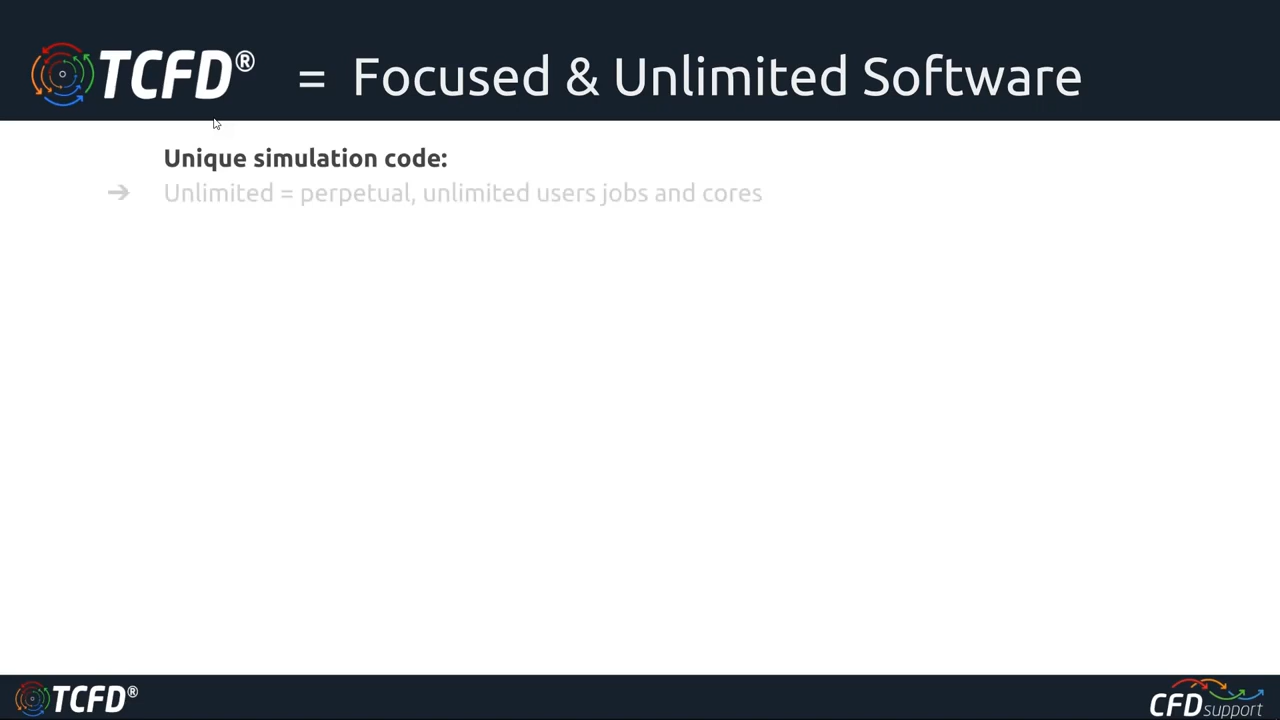 TCFD® = Focused & Unlimited Software
Unique simulation code:
➔ Unlimited = perpetual, unlimited users jobs and cores
TCFD® CFD support